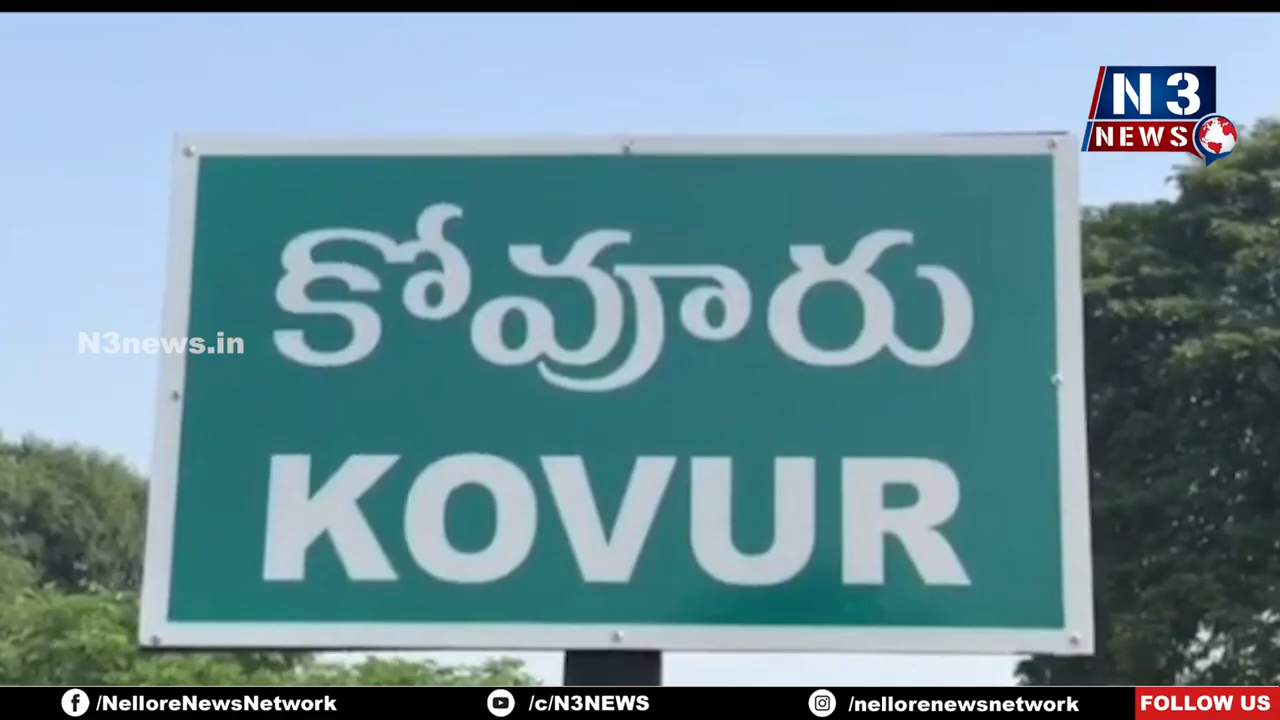 N3
NEWS
కోవూరు
N3news.in
KOVUR
/NelloreNewsNetwork
/c/N3NEWS
/nellorenewsnetwork
FOLLOW US